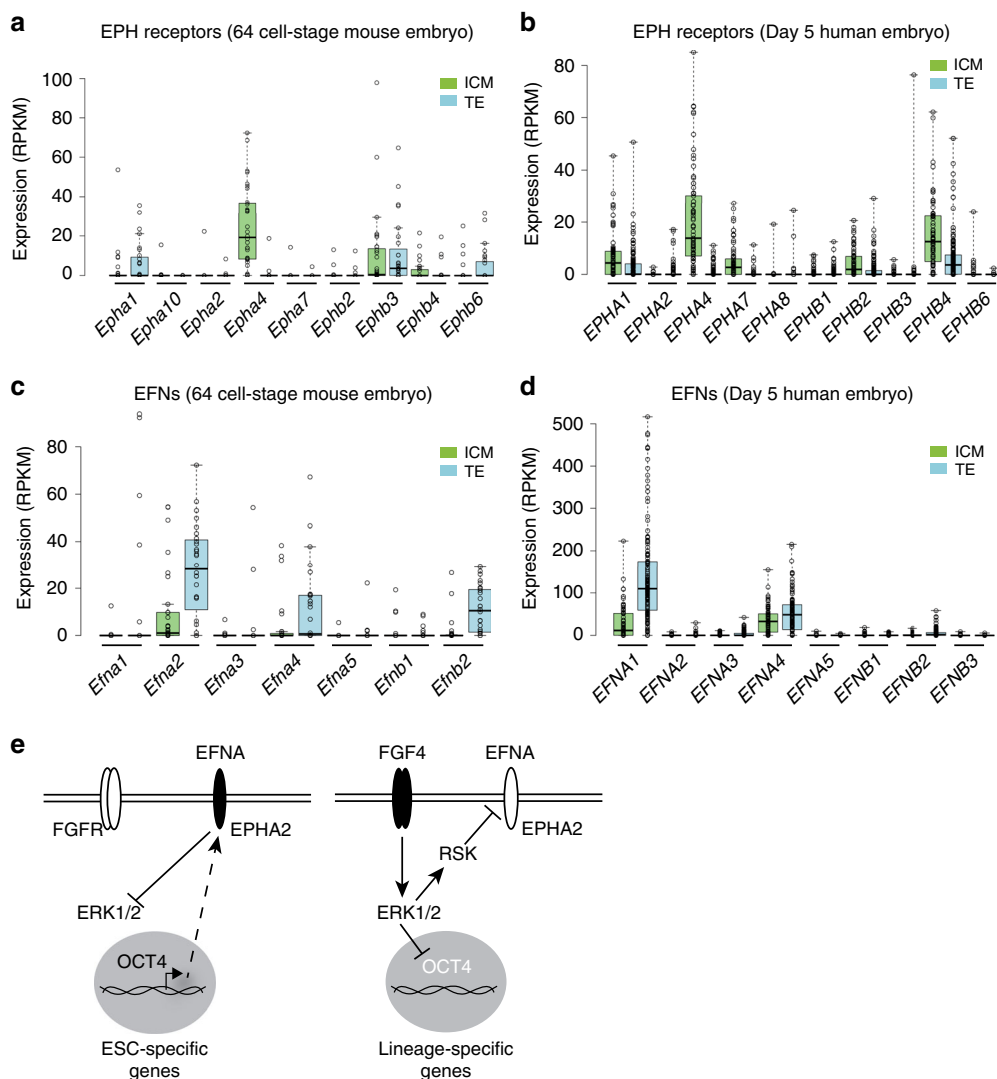 a
EPH receptors (64 cell-stage mouse embryo)
Expression (RPKM)
100
80
60
40
20
0
ICM
TE
Epha1
Epha10
Epha2
Epha4
Epha7
Ephb2
Ephb3
Ephb4
Ephb6
b
EPH receptors (Day 5 human embryo)
Expression (RPKM)
80
60
40
20
0
ICM
TE
EPHA1
EPHA2
EPHA4
EPHA7
EPHA8
EPHB1
EPHB2
EPHB3
EPHB4
EPHB6
c
EFNs (64 cell-stage mouse embryo)
Expression (RPKM)
80
60
40
20
0
ICM
TE
Efna1
Efna2
Efna3
Efna4
Efna5
Efnb1
Efnb2
d
EFNs (Day 5 human embryo)
Expression (RPKM)
500
400
300
200
100
0
ICM
TE
EFNA1
EFNA2
EFNA3
EFNA4
EFNA5
EFNB1
EFNB2
EFNB3
e
EFNA
FGFR
EPHA2
ERK1/2
OCT4
ESC-specific
genes
FGF4
EFNA
EPHA2
RSK
ERK1/2
OCT4
Lineage-specific
genes